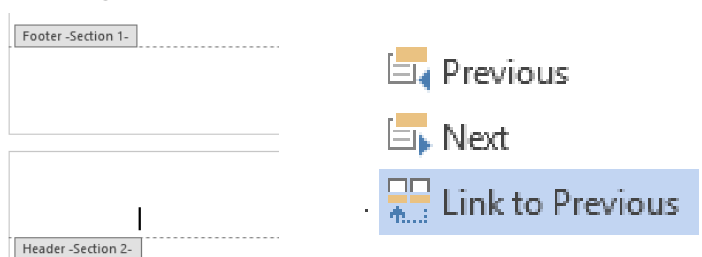 Footer -Section 1-
Previous
Next
. Link to Previous
Header -Section 2-